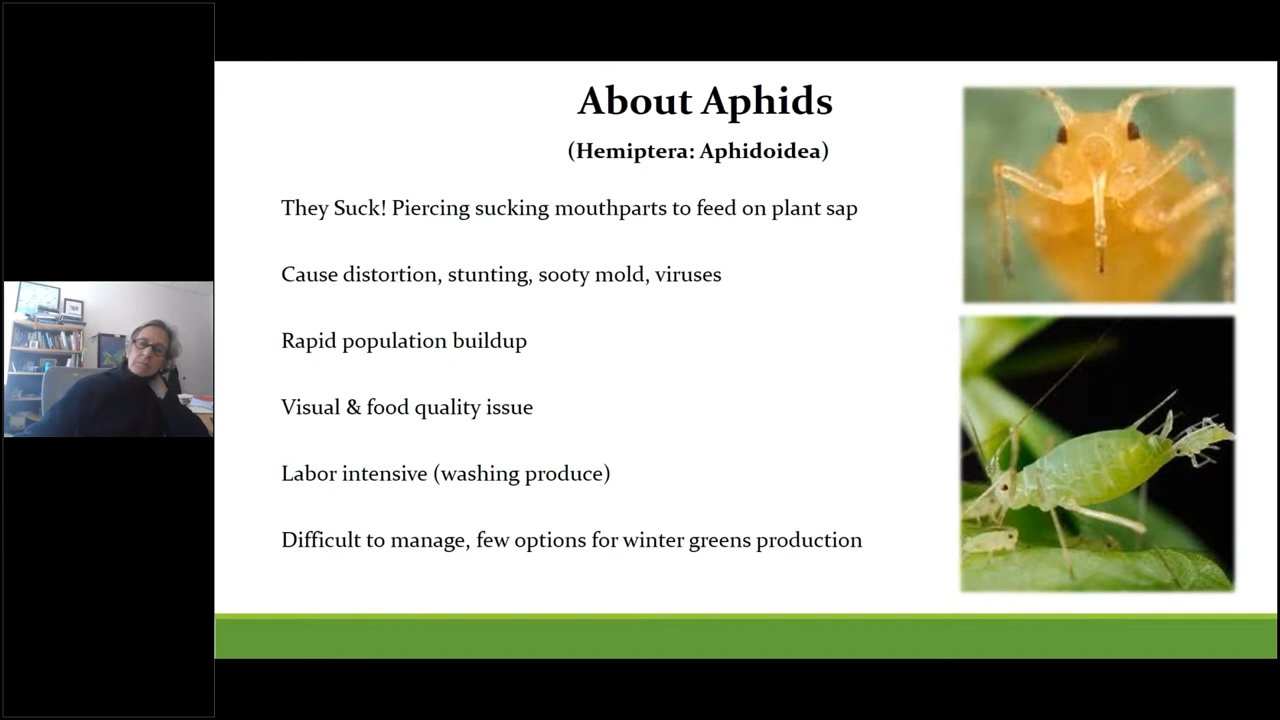 About Aphids
(Hemiptera: Aphidoidea)
They Suck! Piercing sucking mouthparts to feed on plant sap
Cause distortion, stunting, sooty mold, viruses
Rapid population buildup
Visual & food quality issue
Labor intensive (washing produce)
Difficult to manage, few options for winter greens production